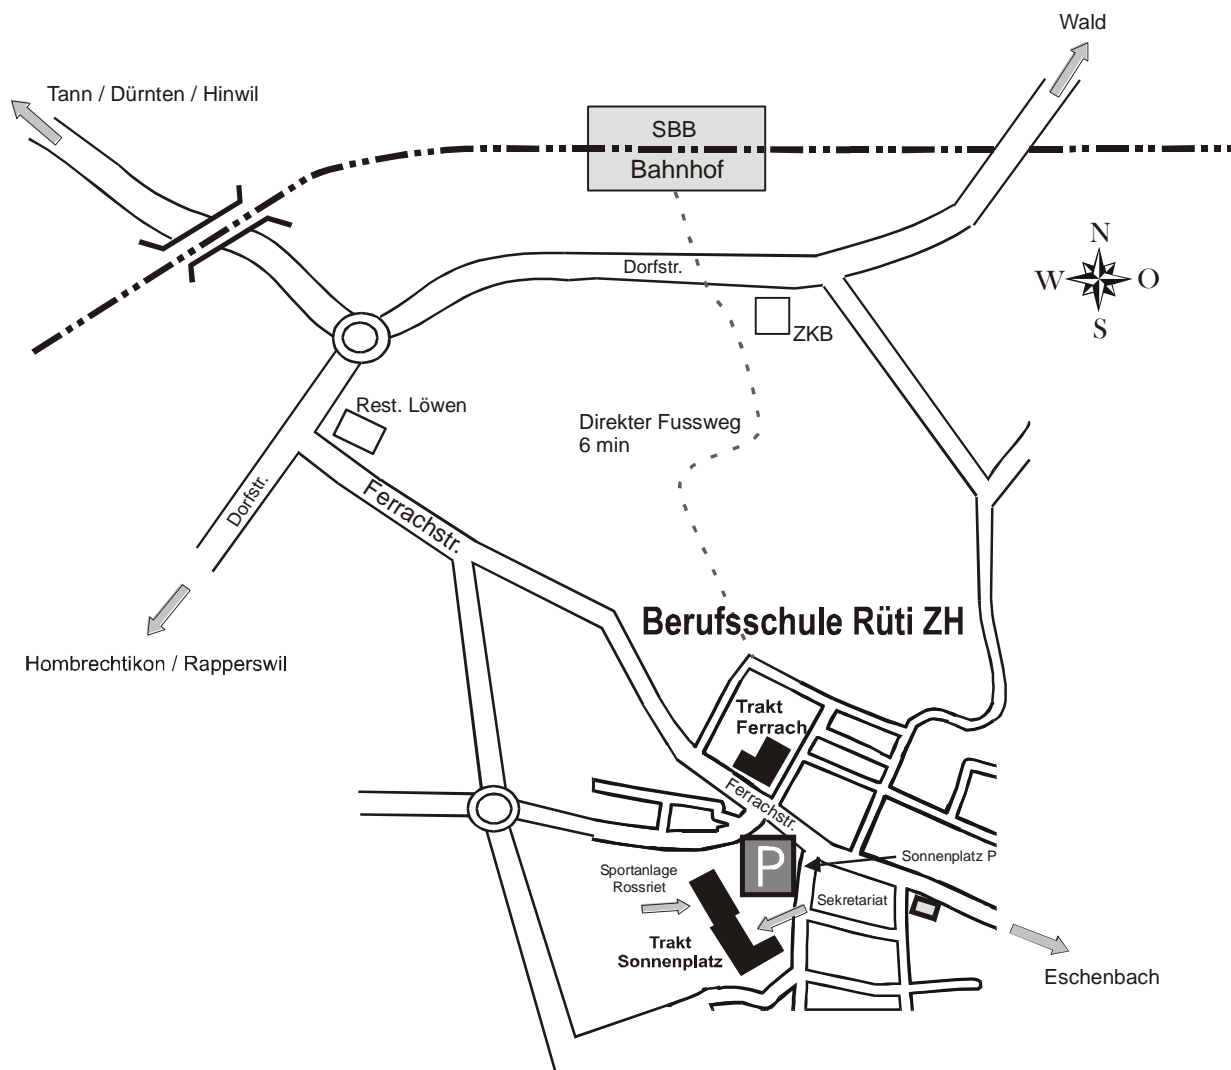 Wald
Tann / Dürnten / Hinwil
SBB
Bahnhof
N
W
O
S
Dorfstr.
ZKB
Rest. Löwen
Direkter Fussweg
6 min
Dorfstr.
Ferrachstr.
Berufsschule Rüti ZH
Hombrechtikon / Rapperswil
Trakt
Ferrach
Ferrachstr.
P
Sonnenplatz P
Sportanlage
Rossriet
Sekretariat
Trakt
Sonnenplatz
Eschenbach